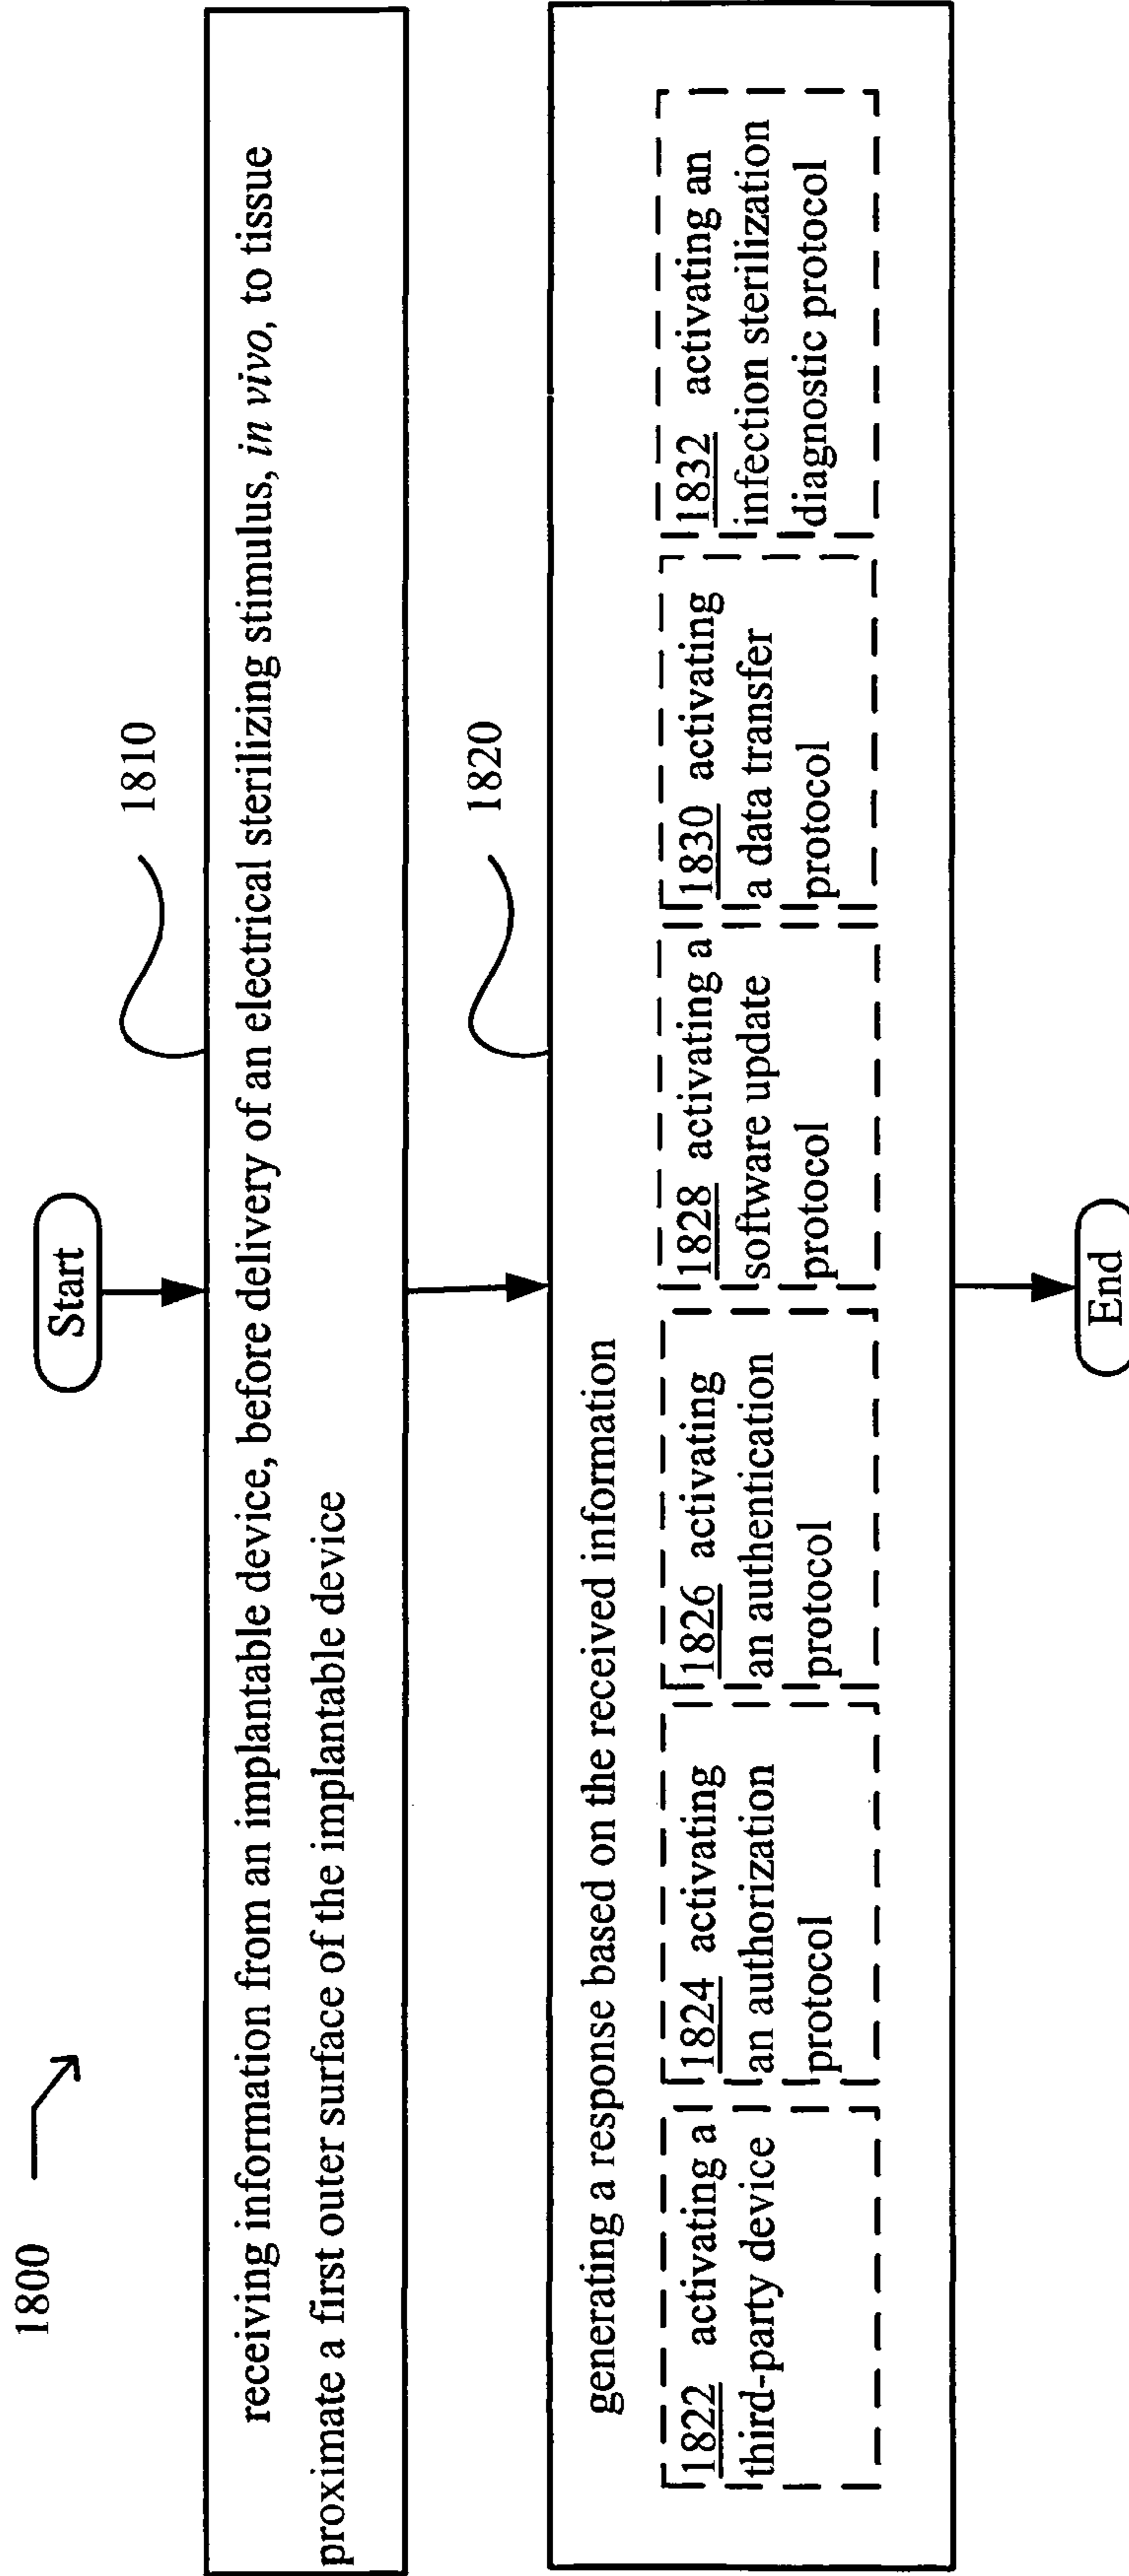 1800
Start
1810
receiving information from an implantable device, before delivery of an electrical sterilizing stimulus, in vivo, to tissue
proximate a first outer surface of the implantable device
1820
generating a response based on the received information
1822 activating a
third-party device
1824 activating
an authorization
protocol
1826 activating
an authentication
protocol
1828 activating a
software update
protocol
1830 activating
a data transfer
protocol
1832 activating an
infection sterilization
diagnostic protocol
End